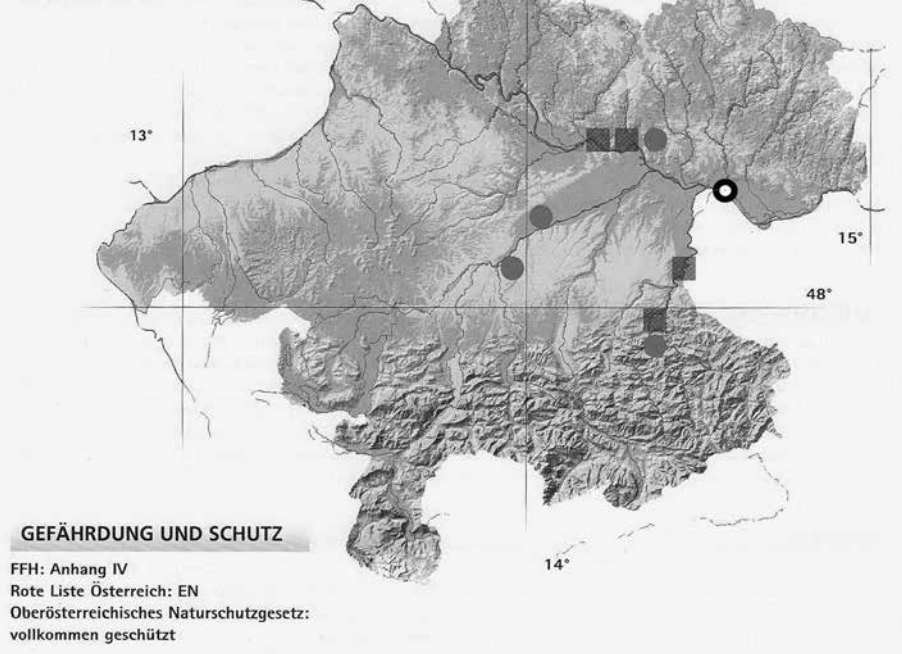 13°
15°
48°
14°
GEFÄHRDUNG UND SCHUTZ
FFH: Anhang IV
Rote Liste Österreich: EN
Oberösterreichisches Naturschutzgesetz:
vollkommen geschützt